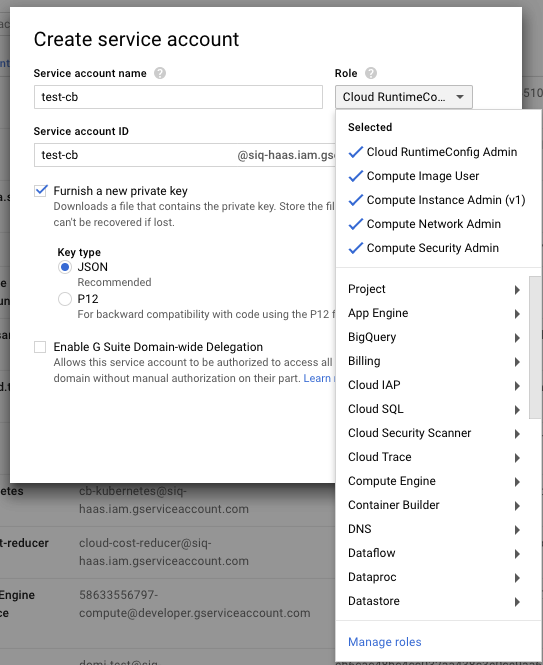 Create service account
Service account name
Role
test-cb
Cloud RuntimeCo...
Service account ID
test-cb
@siq-haas.iam.gs
Furnish a new private key
Downloads a file that contains the private key. Store the fil
can't be recovered if lost.
Key type
JSON
Recommended
P12
For backward compatibility with code using the P12 f
Enable G Suite Domain-wide Delegation
Allows this service account to be authorized to access all
domain without manual authorization on their part. Learn
Selected
Cloud RuntimeConfig Admin
Compute Image User
Compute Instance Admin (v1)
Compute Network Admin
Compute Security Admin
Project
App Engine
BigQuery
Billing
Cloud IAP
Cloud SQL
Cloud Security Scanner
Cloud Trace
Compute Engine
Container Builder
DNS
Dataflow
Dataproc
Datastore
Manage roles
510
etes
cb-kubernetes@siq-
haas.iam.gserviceaccount.com
t-reducer
cloud-cost-reducer@siq-
haas.iam.gserviceaccount.com
Engine
58633556797-
ce
compute@developer.gserviceaccount.com